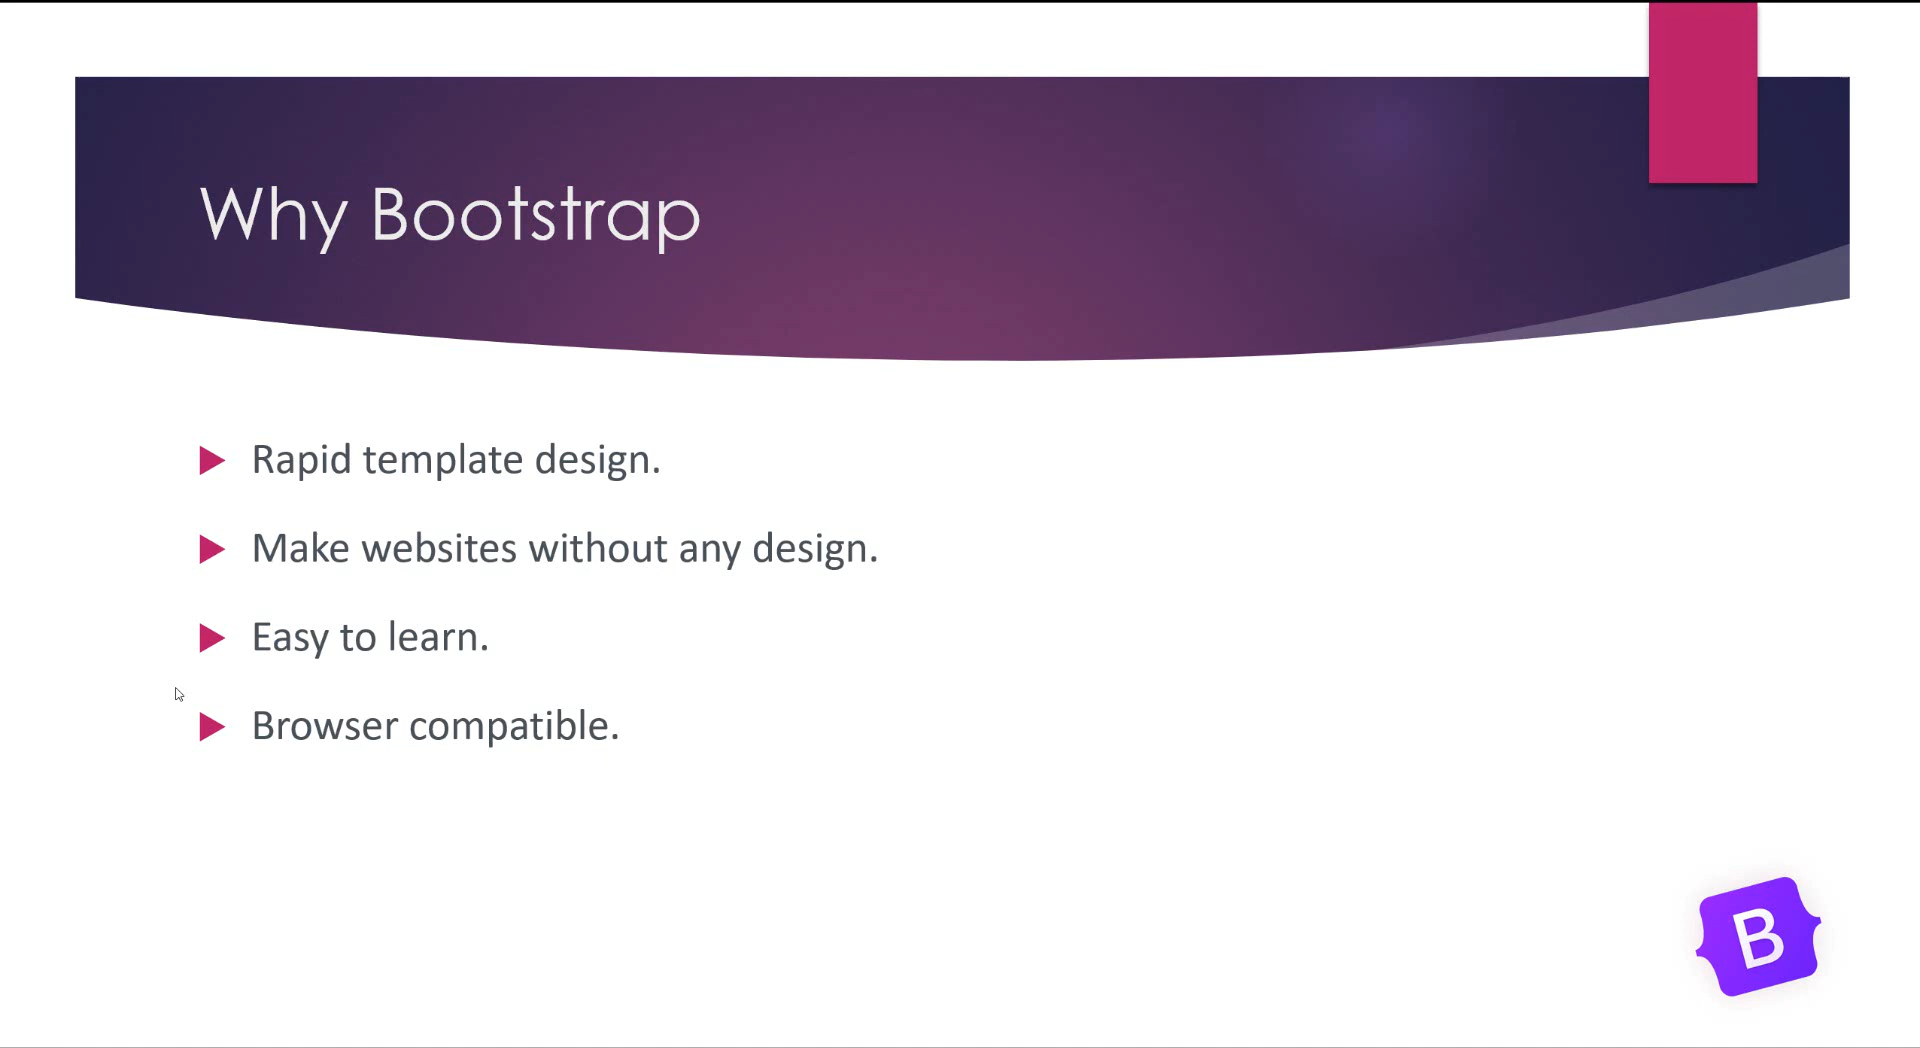 Why Bootstrap
Rapid template design.
Make websites without any design.
Easy to learn.
Browser compatible.
B